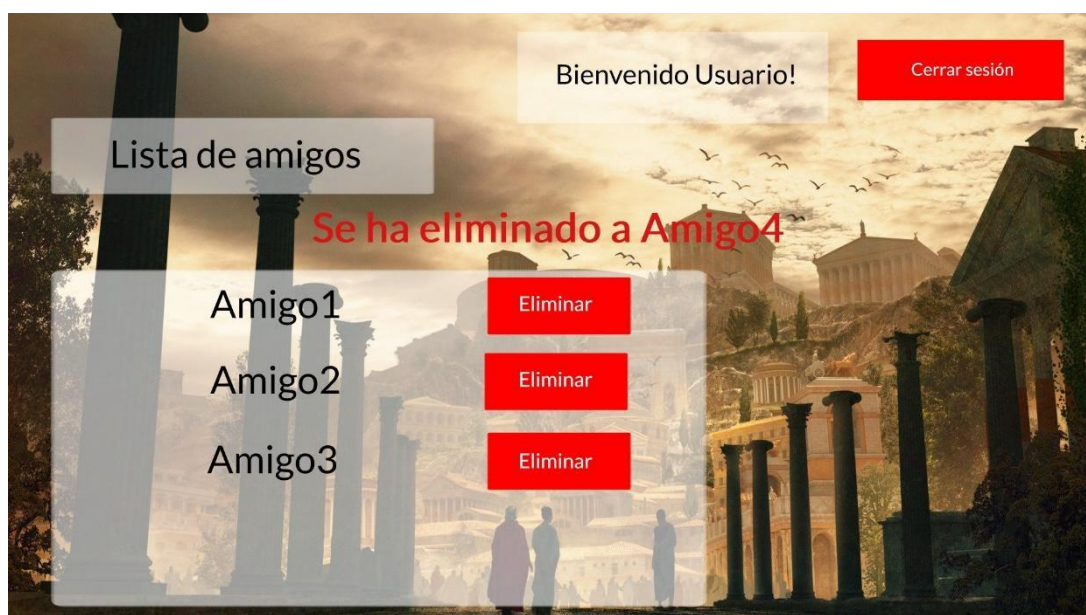 Bienvenido Usuario!
Cerrar sesión
Lista de amigos
Se ha eliminado a Amigo4
Amigo1
Eliminar
Amigo2
Eliminar
Amigo3
Eliminar